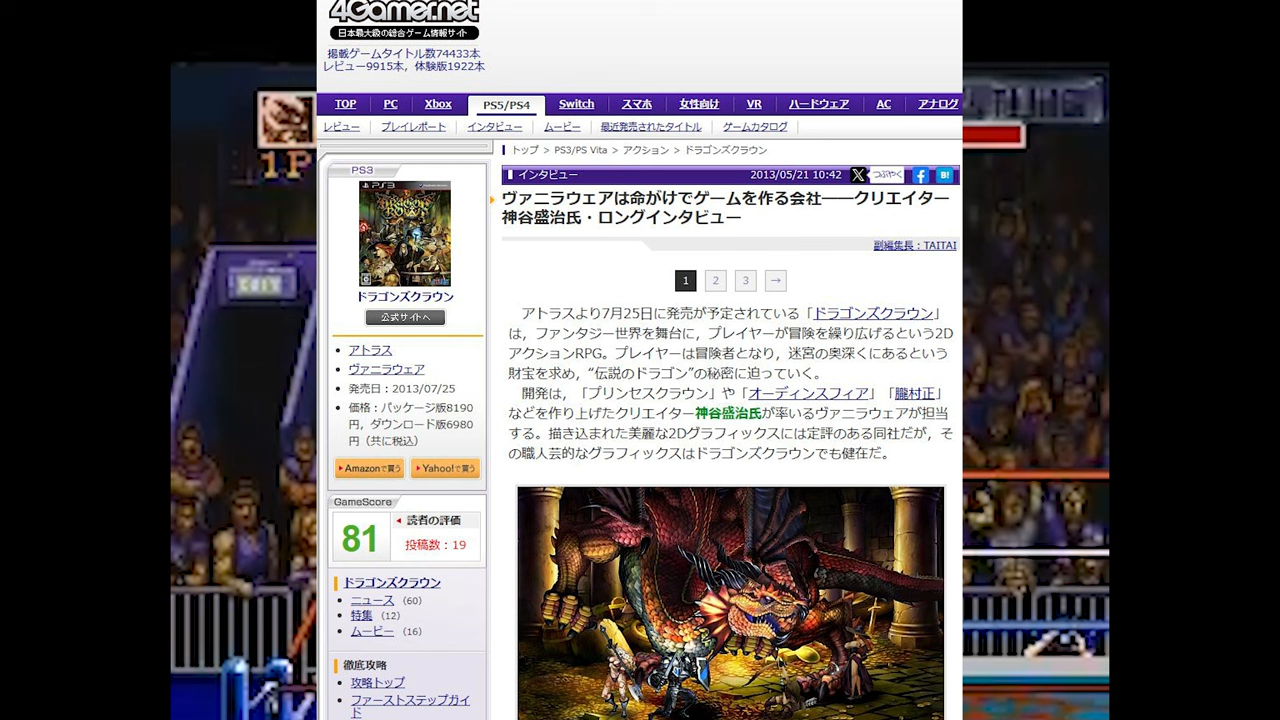 4Gamer.net
日本最大級の総合ゲーム情報サイト
掲載ゲームタイトル数74433本
レビュー9915本，体験版1922本
TOP PC Xbox PS5/PS4 Switch スマホ 女性向け VR ハードウェア AC アナログ
レビュー プレイレポート インタビュー ムービー 最近発売されたタイトル ゲームカタログ
トップ > PS3/PS Vita > アクション > ドラゴンズクラウン
1P
PS3
PS3
ドラゴンズクラウン
公式サイトへ
アトラス
ヴァニラウェア
発売日：2013/07/25
価格：パッケージ版8190
円，ダウンロード版6980
円（共に税込）
Amazonで買う Yahoo!で買う
GameScore
81
読者の評価
投稿数：19
ドラゴンズクラウン
ニュース (60)
特集 (12)
ムービー (16)
徹底攻略
攻略トップ
ファーストステップガイ
ド
インタビュー 2013/05/21 10:42 X つぶやく f B!
ヴァニラウェアは命がけでゲームを作る会社――クリエイター
神谷盛治氏・ロングインタビュー
副編集長：TAITAI
1 2 3 →
アトラスより7月25日に発売が予定されている「ドラゴンズクラウン」
は，ファンタジー世界を舞台に，プレイヤーが冒険を繰り広げるという2D
アクションRPG。プレイヤーは冒険者となり，迷宮の奥深くにあるという
財宝を求め，“伝説のドラゴン”の秘密に迫っていく。
開発は，「プリンセスクラウン」や「オーディンスフィア」「朧村正」
などを作り上げたクリエイター神谷盛治氏が率いるヴァニラウェアが担当
する。描き込まれた美麗な2Dグラフィックスには定評のある同社だが，そ
の職人芸的なグラフィックスはドラゴンズクラウンでも健在だ。